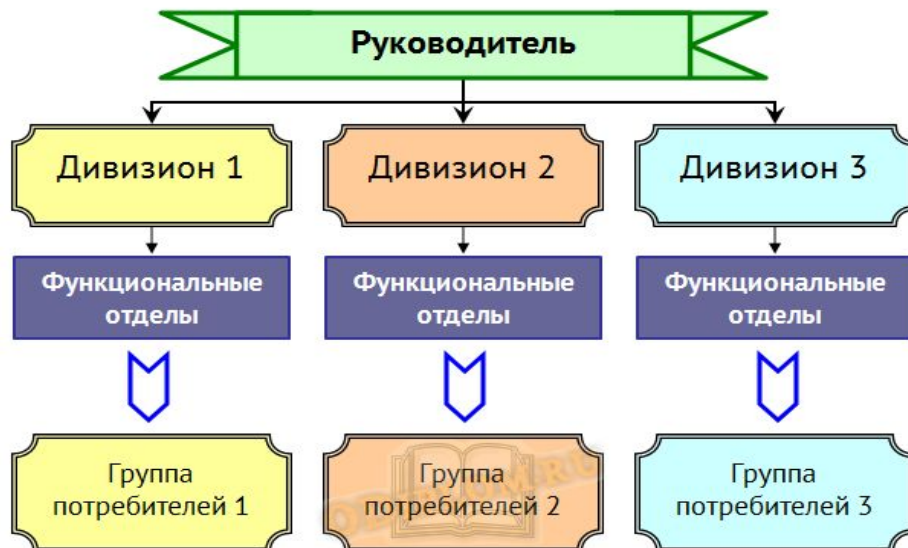 Руководитель
Дивизион 1
Дивизион 2
Дивизион 3
Функциональные
отделы
Функциональные
отделы
Функциональные
отделы
Группа
потребителей 1
Группа
потребителей 2
Группа
потребителей 3